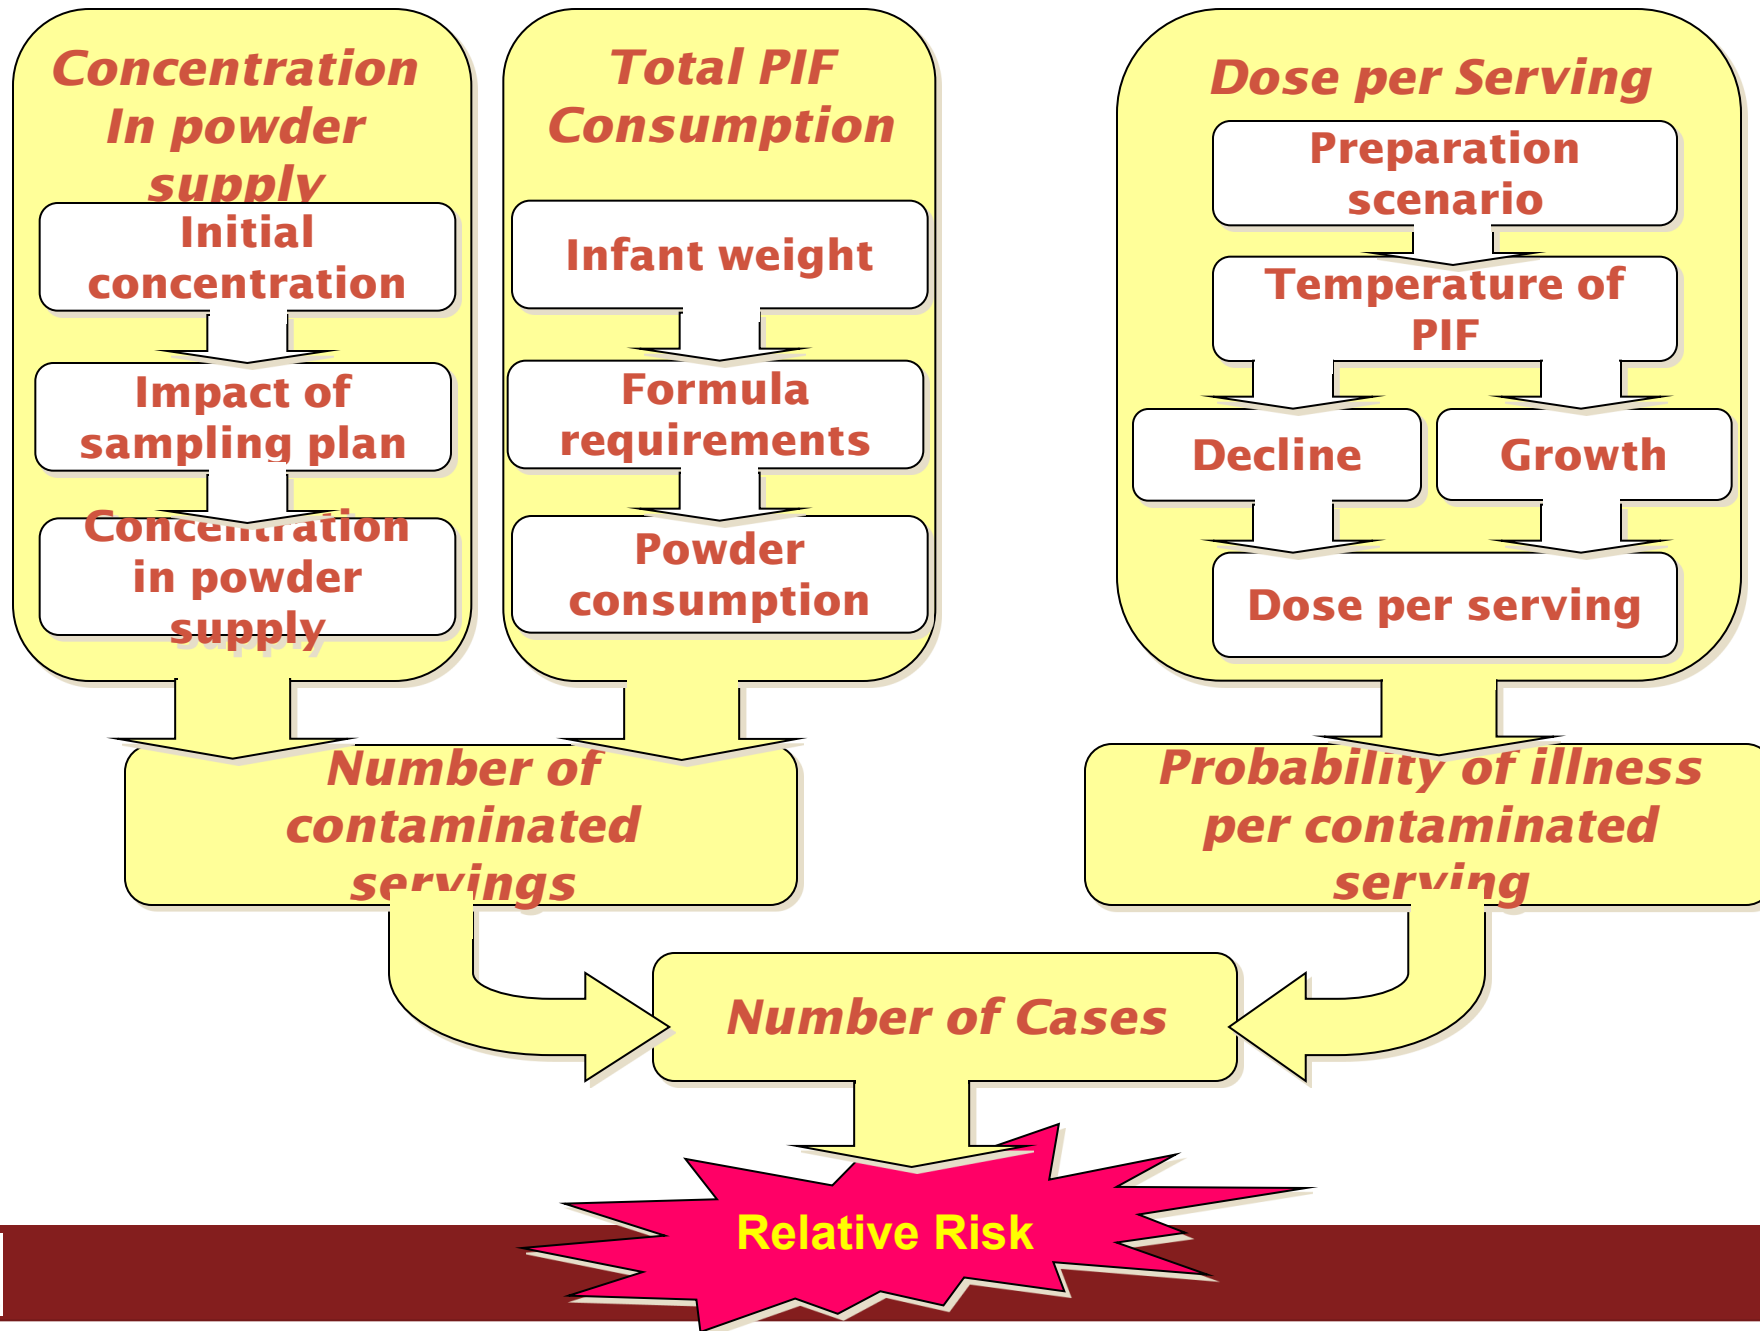 Concentration
In powder
supply
Initial
concentration
Impact of
sampling plan
Concentration
in powder
supply
Total PIF
Consumption
Infant weight
Formula
requirements
Powder
consumption
Dose per Serving
Preparation
scenario
Temperature of
PIF
Decline
Growth
Dose per serving
Number of
contaminated
servings
Probability of illness
per contaminated
serving
Number of Cases
Relative Risk